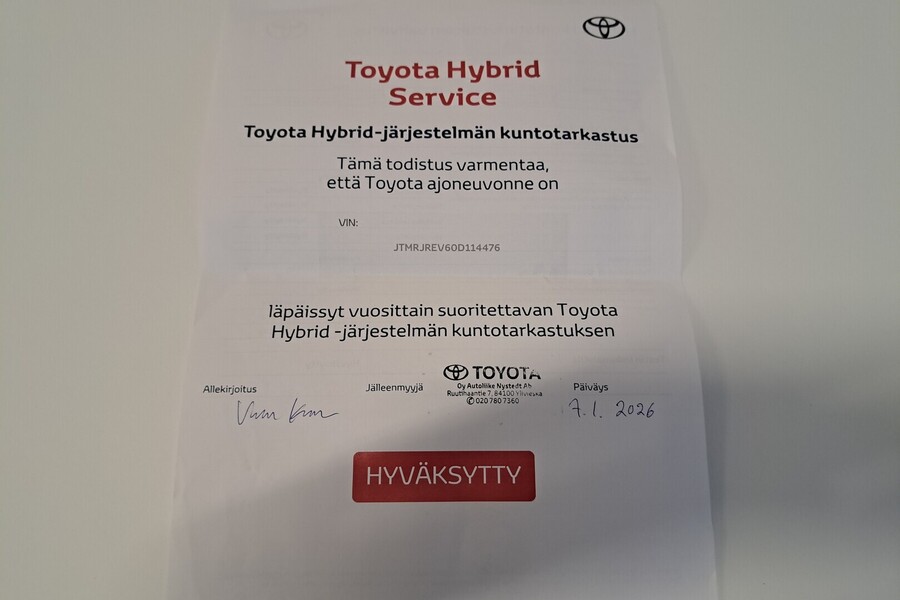 Toyota Hybrid
Service
Toyota Hybrid-järjestelmän kuntotarkastus
Tämä todistus varmentaa,
että Toyota ajoneuvonne on
VIN:
JTMRJREV60D114476
läpäissyt vuosittain suoritettavan Toyota
Hybrid -järjestelmän kuntotarkastuksen
Allekirjoitus
Jälleenmyyjä
TOYOTA
Oy Autoliike Nystedt Ab
Ruutihaantie 7, 84100 Ylivieska
✆ 020 780 7360
Päiväys
7.1. 2026
HYVÄKSYTTY